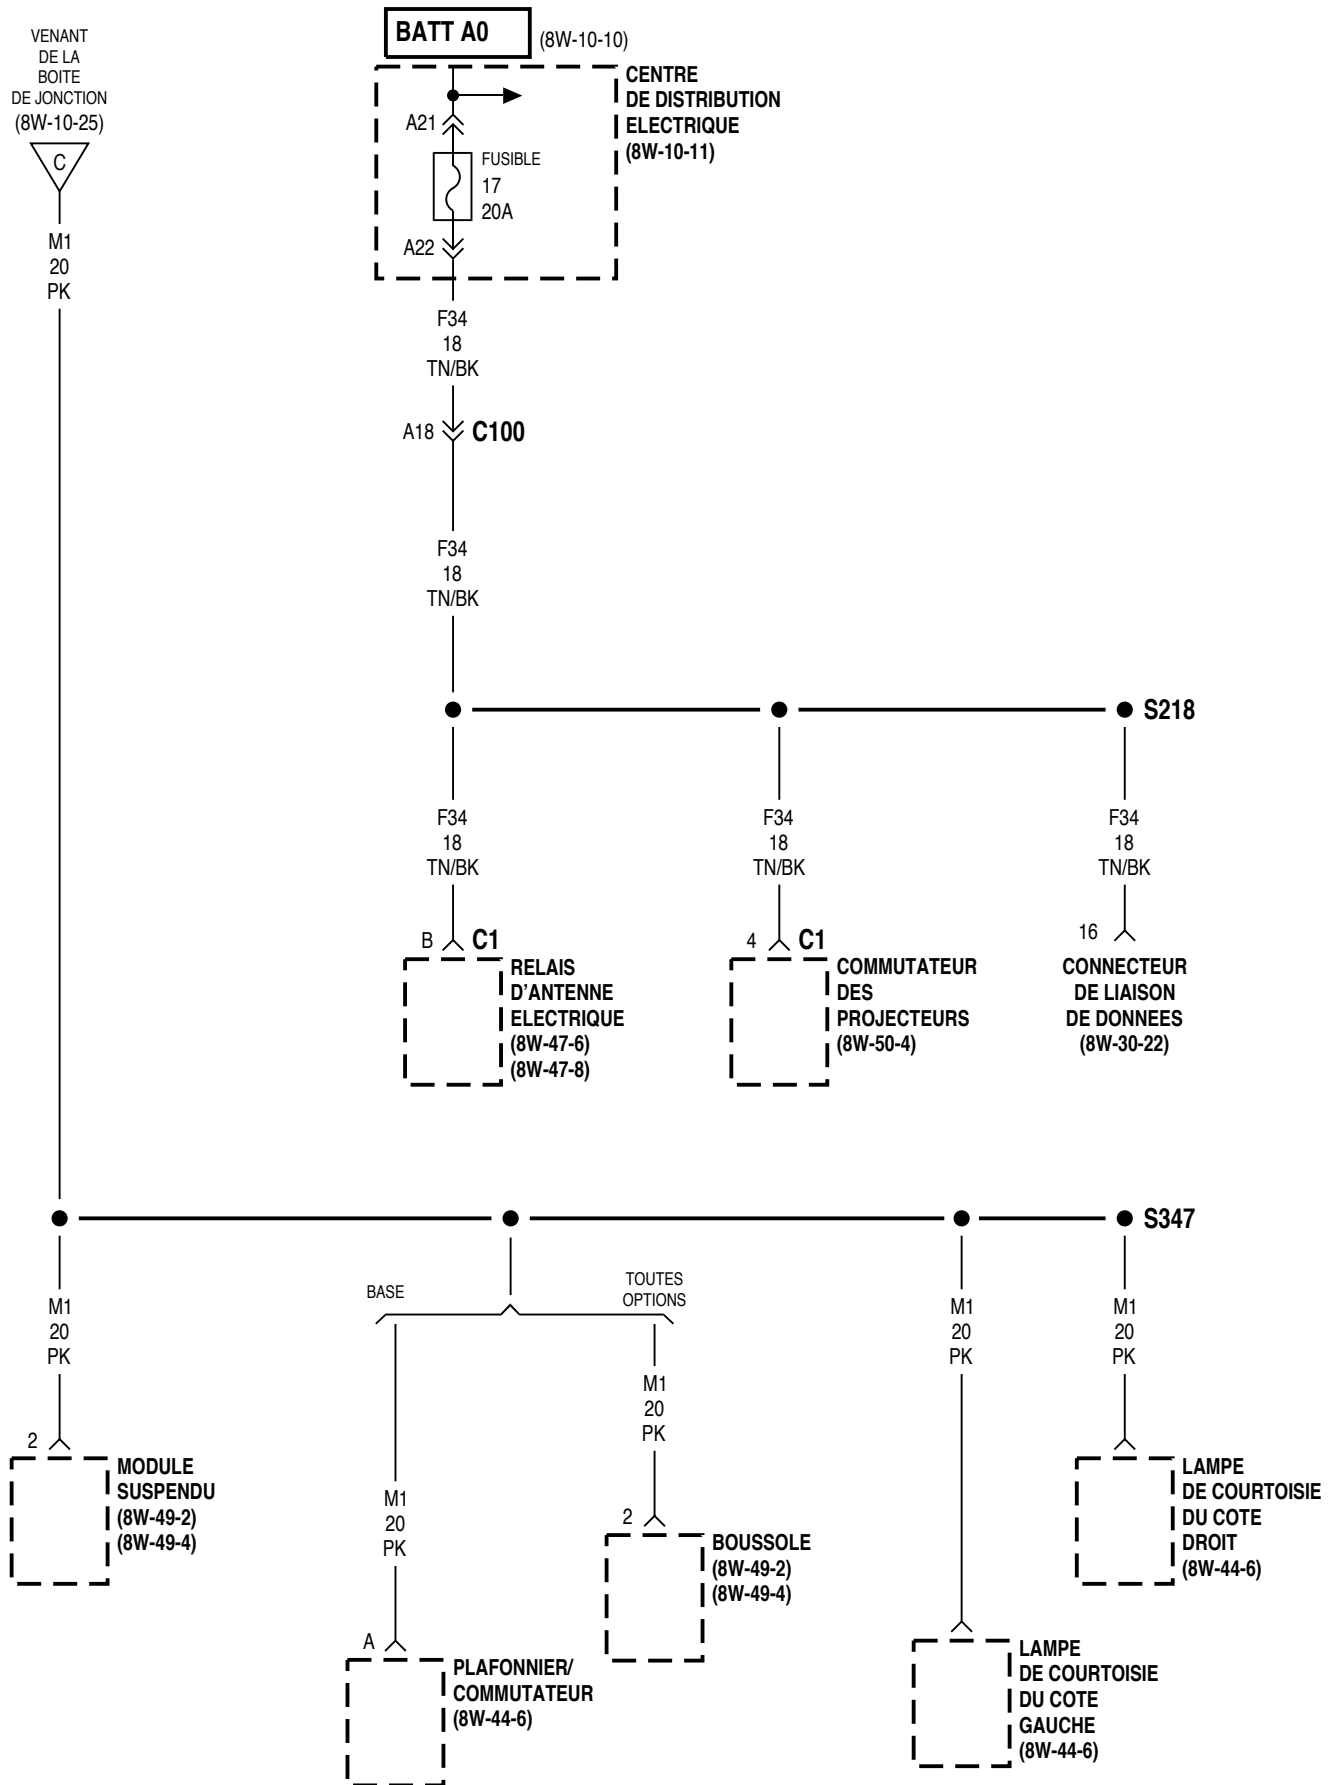 VENANT
DE LA
BOITE
DE JONCTION
(8W-10-25)
C
M1
20
PK
BATT A0
(8W-10-10)
CENTRE
DE DISTRIBUTION
ELECTRIQUE
(8W-10-11)
A21
FUSIBLE
17
20A
A22
F34
18
TN/BK
A18
C100
F34
18
TN/BK
S218
F34
18
TN/BK
F34
18
TN/BK
F34
18
TN/BK
B
C1
RELAIS
D'ANTENNE
ELECTRIQUE
(8W-47-6)
(8W-47-8)
4
C1
COMMUTATEUR
DES
PROJECTEURS
(8W-50-4)
16
CONNECTEUR
DE LIAISON
DE DONNEES
(8W-30-22)
S347
M1
20
PK
2
MODULE
SUSPENDU
(8W-49-2)
(8W-49-4)
BASE
M1
20
PK
A
PLAFONNIER/
COMMUTATEUR
(8W-44-6)
TOUTES
OPTIONS
M1
20
PK
2
BOUSSOLE
(8W-49-2)
(8W-49-4)
M1
20
PK
LAMPE
DE COURTOISIE
DU COTE
GAUCHE
(8W-44-6)
M1
20
PK
LAMPE
DE COURTOISIE
DU COTE
DROIT
(8W-44-6)